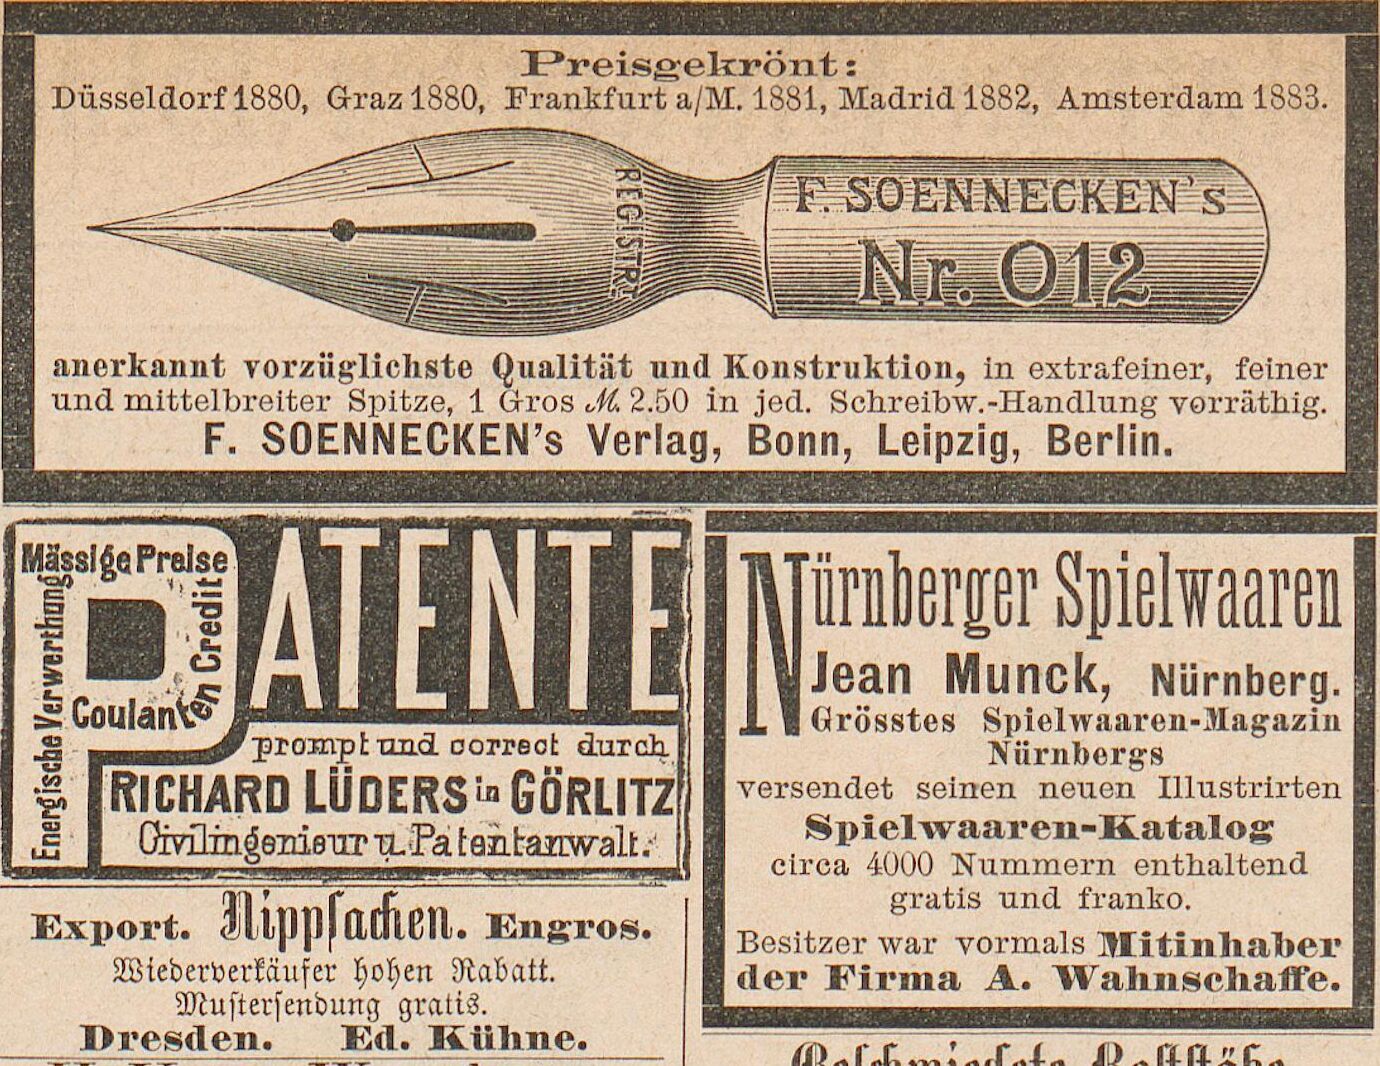 Preisgekrönt:
Düsseldorf 1880, Graz 1880, Frankfurt a/M. 1881, Madrid 1882, Amsterdam 1883.
REGISTR.
F. SOENNECKEN's
Nr. 012
anerkannt vorzüglichste Qualität und Konstruktion, in extrafeiner, feiner
und mittelbreiter Spitze, 1 Gros M. 2.50 in jed. Schreibw.-Handlung vorräthig.
F. SOENNECKEN's Verlag, Bonn, Leipzig, Berlin.
PATENTE
Mässige Preise
Coulanten Credit
Energische Verwerthung
prompt und correct durch
RICHARD LÜDERS in GÖRLITZ
Civilingenieur u. Patentanwalt.
Export. Nippsachen. Engros.
Wiederverkäufer hohen Rabatt.
Mustersendung gratis.
Dresden. Ed. Kühne.
Nürnberger Spielwaaren
Jean Munck, Nürnberg.
Grösstes Spielwaaren-Magazin
Nürnbergs
versendet seinen neuen Illustrirten
Spielwaaren-Katalog
circa 4000 Nummern enthaltend
gratis und franko.
Besitzer war vormals Mitinhaber
der Firma A. Wahnschaffe.